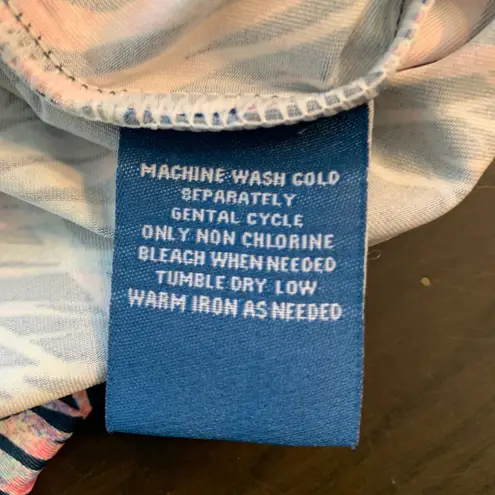 MACHINE WASH COLD
SEPARATELY
GENTAL CYCLE
ONLY NON CHLORINE
BLEACH WHEN NEEDED
TUMBLE DRY LOW
WARM IRON AS NEEDED